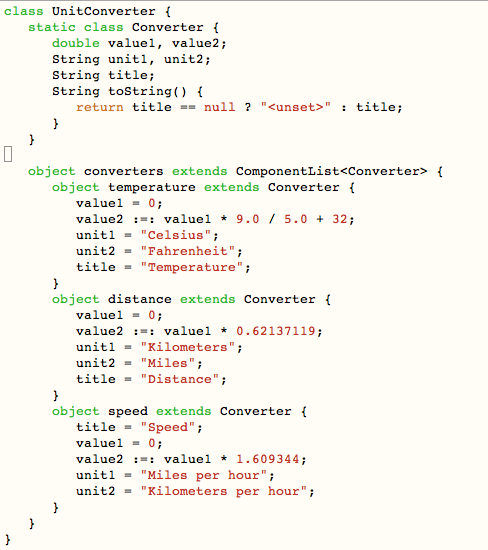 class UnitConverter {
   static class Converter {
      double value1, value2;
      String unit1, unit2;
      String title;
      String toString() {
         return title == null ? "<unset>" : title;
      }
   }

   object converters extends ComponentList<Converter> {
      object temperature extends Converter {
         value1 = 0;
         value2 :=: value1 * 9.0 / 5.0 + 32;
         unit1 = "Celsius";
         unit2 = "Fahrenheit";
         title = "Temperature";
      }
      object distance extends Converter {
         value1 = 0;
         value2 :=: value1 * 0.62137119;
         unit1 = "Kilometers";
         unit2 = "Miles";
         title = "Distance";
      }
      object speed extends Converter {
         title = "Speed";
         value1 = 0;
         value2 :=: value1 * 1.609344;
         unit1 = "Miles per hour";
         unit2 = "Kilometers per hour";
      }
   }
}